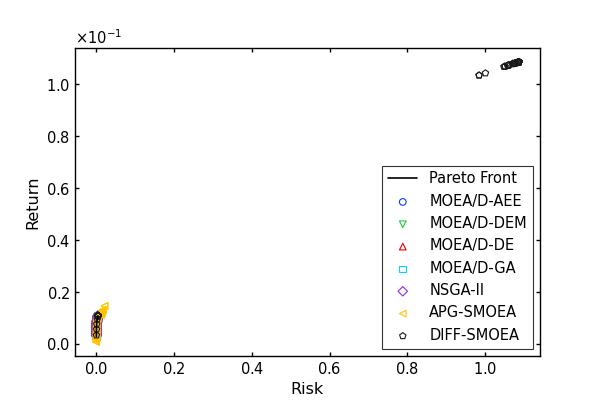 ×10⁻¹
1.0
0.8
0.6
0.4
0.2
0.0
Return
0.0 0.2 0.4 0.6 0.8 1.0
Risk
Pareto Front
MOEA/D-AEE
MOEA/D-DEM
MOEA/D-DE
MOEA/D-GA
NSGA-II
APG-SMOEA
DIFF-SMOEA